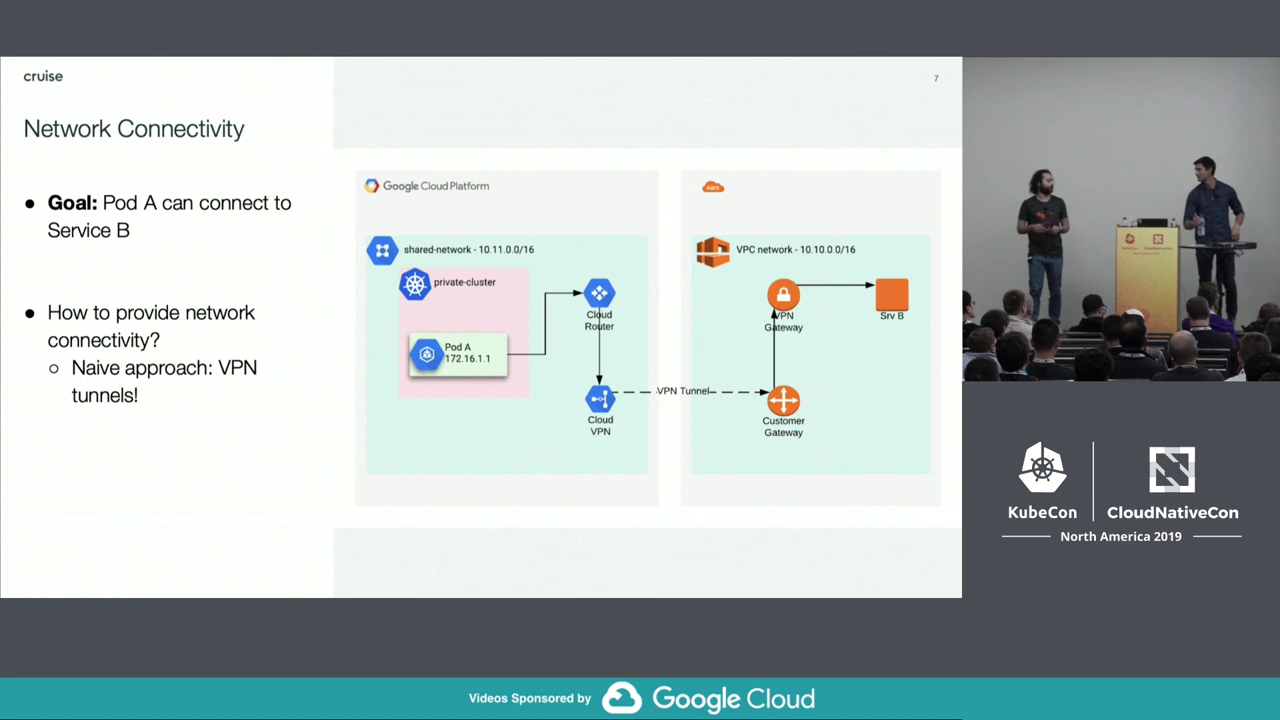 cruise
7
Network Connectivity
● Goal: Pod A can connect to
Service B
● How to provide network
connectivity?
○ Naive approach: VPN
tunnels!
Google Cloud Platform
shared-network - 10.11.0.0/16
private-cluster
Pod A
172.16.1.1
Cloud
Router
Cloud
VPN
VPN Tunnel
AWS
VPC network - 10.10.0.0/16
VPN
Gateway
Srv B
Customer
Gateway
KubeCon
CloudNativeCon
North America 2019
Videos Sponsored by
Google Cloud